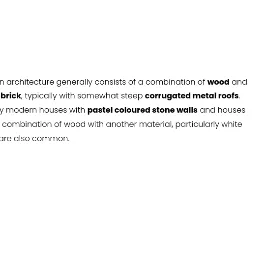 n architecture generally consists of a combination of wood and
brick, typically with somewhat steep corrugated metal roofs.
y modern houses with pastel coloured stone walls and houses
combination of wood with another material, particularly white
are also common.